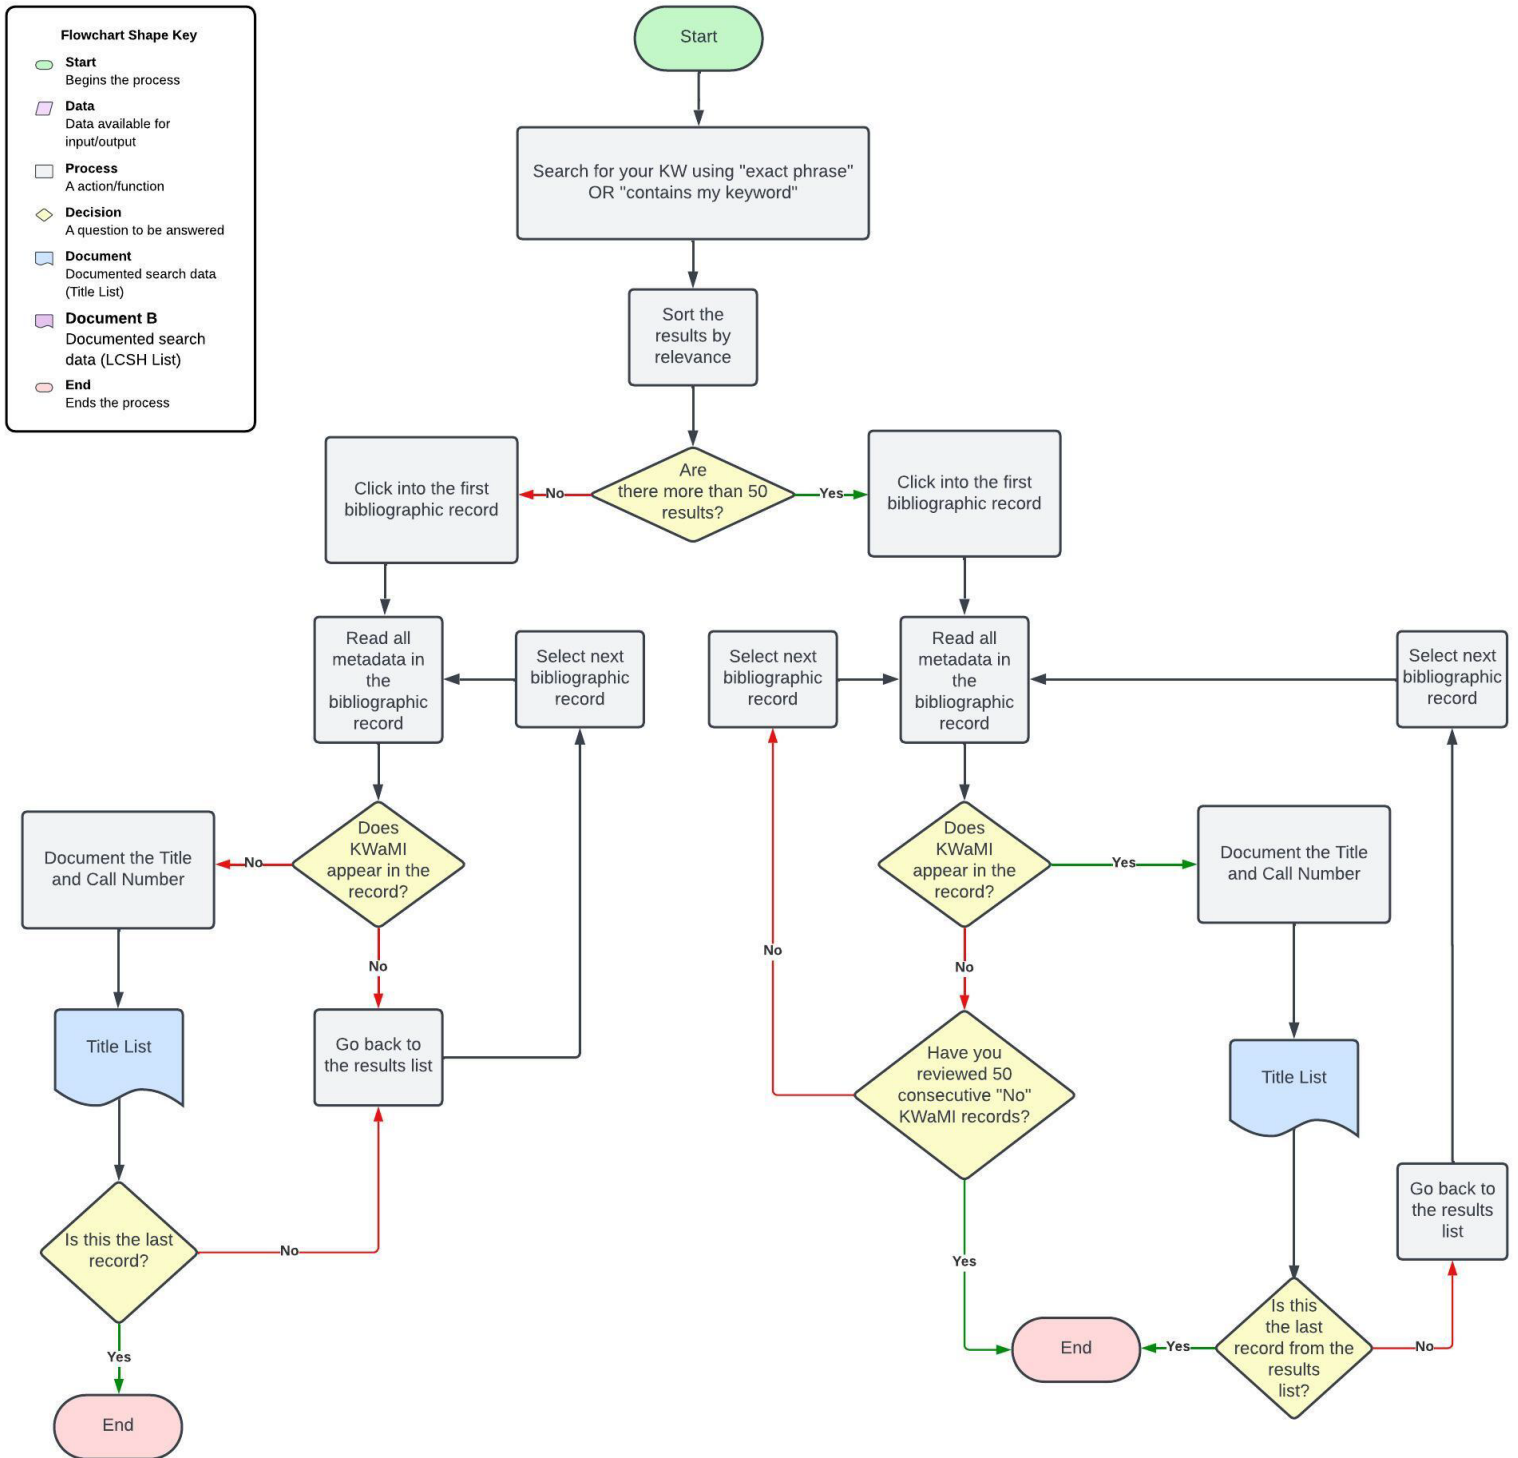 Flowchart Shape Key
Start
Begins the process
Data
Data available for
input/output
Process
A action/function
Decision
A question to be answered
Document
Documented search data
(Title List)
Document B
Documented search
data (LCSH List)
End
Ends the process
Start
Search for your KW using "exact phrase"
OR "contains my keyword"
Sort the
results by
relevance
Are
there more than 50
results?
No
Yes
Click into the first
bibliographic record
Click into the first
bibliographic record
Read all
metadata in
the
bibliographic
record
Select next
bibliographic
record
Select next
bibliographic
record
Read all
metadata in
the
bibliographic
record
Select next
bibliographic
record
Document the Title
and Call Number
No
Does
KWaMI
appear in the
record?
No
Does
KWaMI
appear in the
record?
Yes
Document the Title
and Call Number
No
No
Title List
Go back to
the results list
Have you
reviewed 50
consecutive "No"
KWaMI records?
Title List
Is this the last
record?
No
Yes
Go back to
the results
list
Yes
End
End
Yes
Is this
the last
record from the
results
list?
No